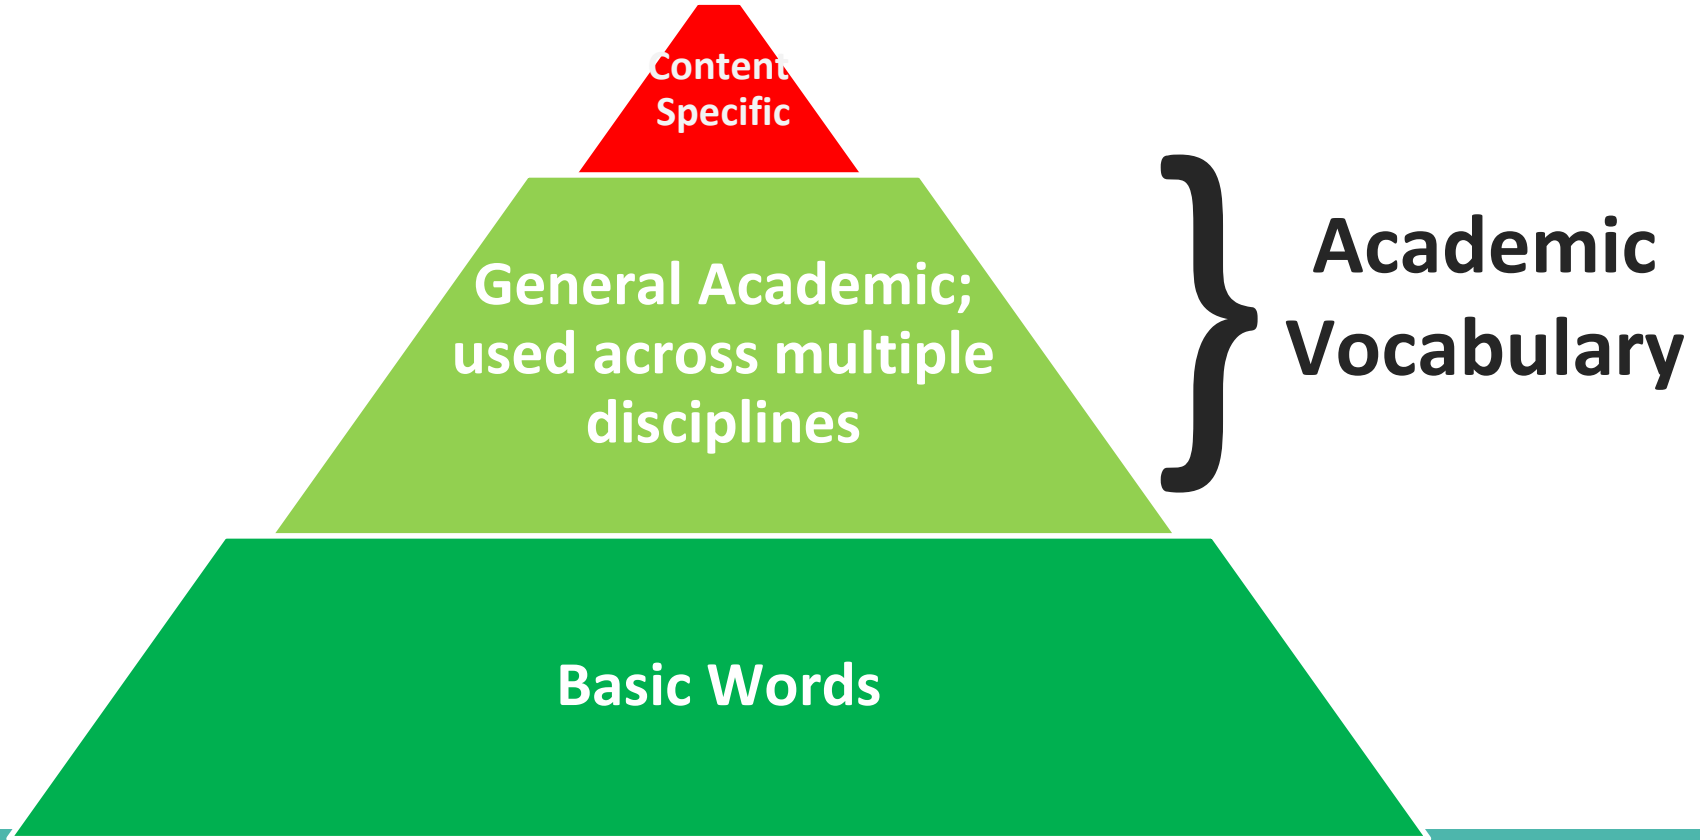 Content
Specific
General Academic;
used across multiple
disciplines
Basic Words
}
Academic
Vocabulary